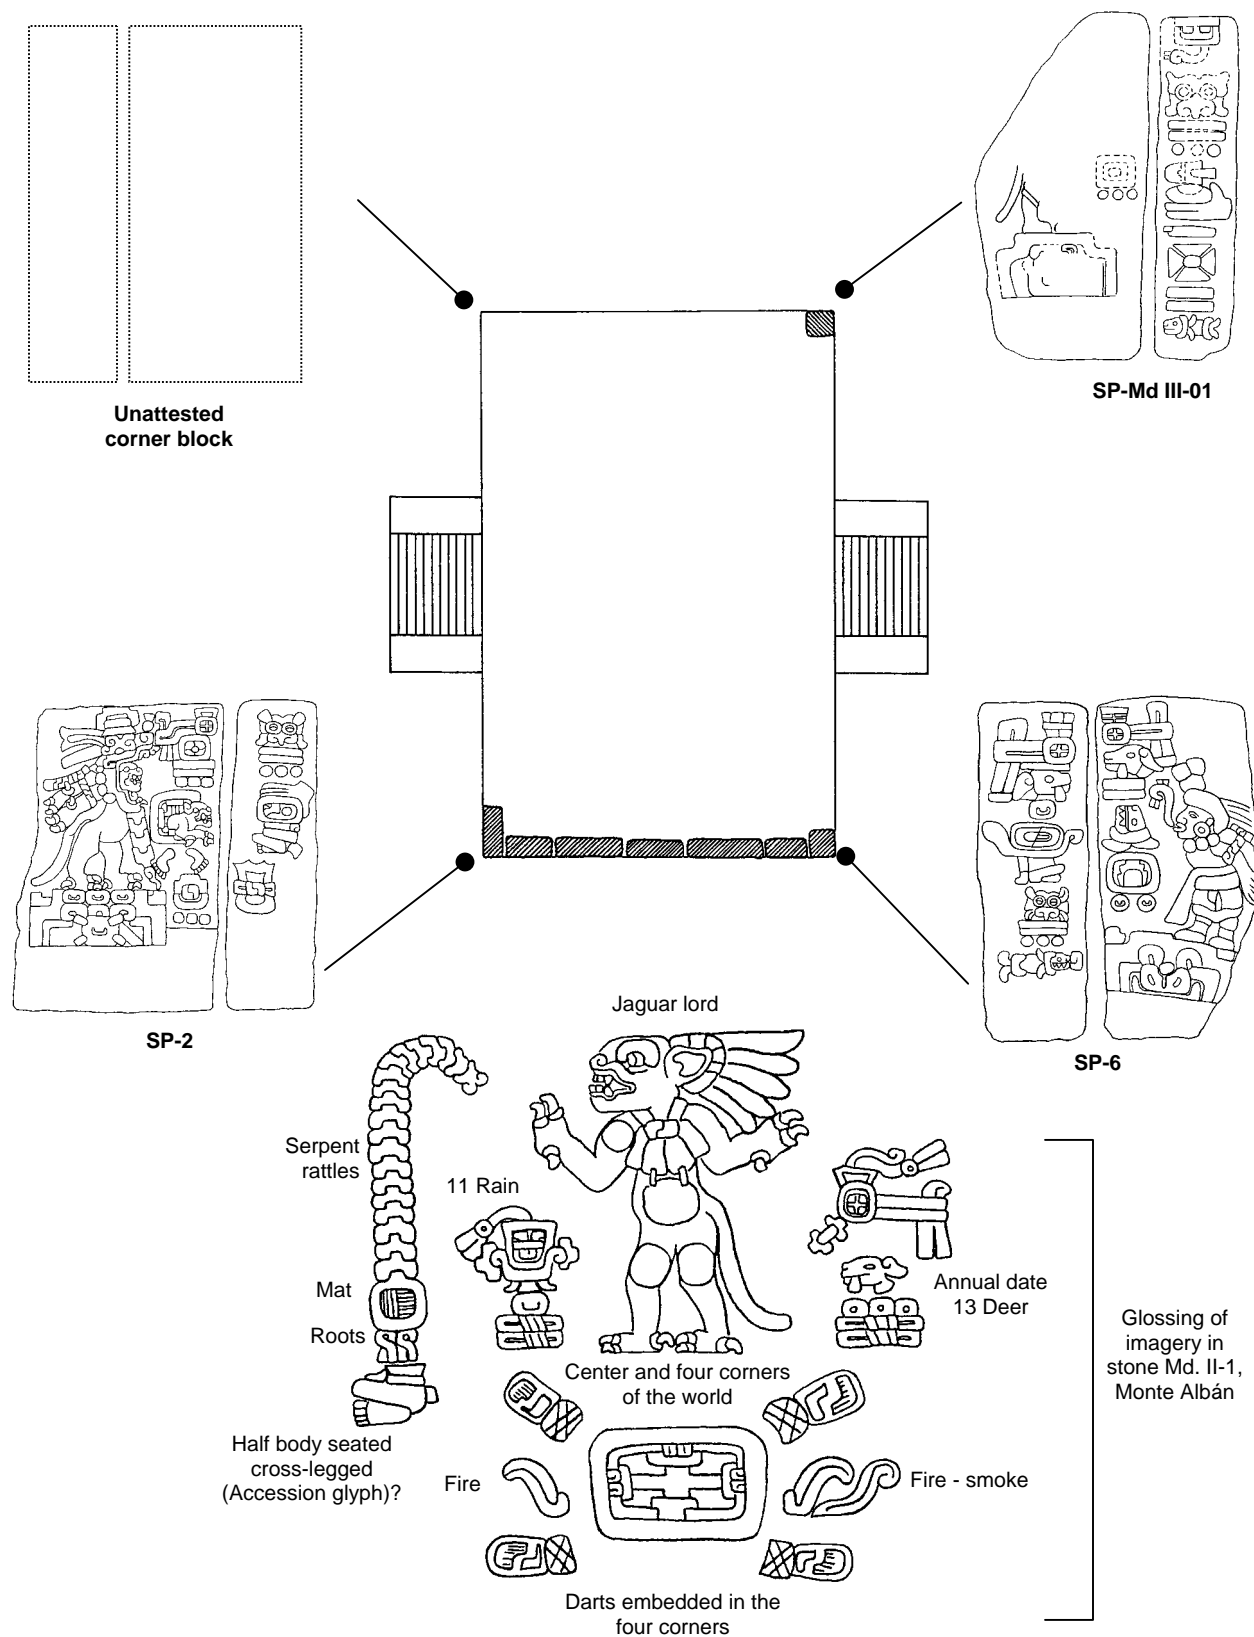 Unattested
corner block
SP-Md III-01
SP-2
SP-6
Jaguar lord
Serpent
rattles
11 Rain
Mat
Roots
Annual date
13 Deer
Glossing of
imagery in
stone Md. II-1,
Monte Albán
Center and four corners
of the world
Half body seated
cross-legged
(Accession glyph)?
Fire
Fire - smoke
Darts embedded in the
four corners